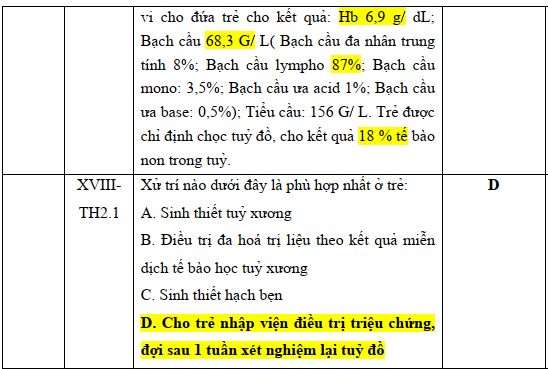 vi cho đứa trẻ cho kết quả: Hb 6,9 g/ dL;
Bạch cầu 68,3 G/ L( Bạch cầu đa nhân trung
tính 8%; Bạch cầu lympho 87%; Bạch cầu
mono: 3,5%; Bạch cầu ưa acid 1%; Bạch cầu
ưa base: 0,5%); Tiểu cầu: 156 G/ L. Trẻ được
chỉ định chọc tuỷ đồ, cho kết quả 18 % tế bào
non trong tuỷ.
XVIII-
TH2.1
Xử trí nào dưới đây là phù hợp nhất ở trẻ:
D
A. Sinh thiết tuỷ xương
B. Điều trị đa hoá trị liệu theo kết quả miễn
dịch tế bào học tuỷ xương
C. Sinh thiết hạch bẹn
D. Cho trẻ nhập viện điều trị triệu chứng,
đợi sau 1 tuần xét nghiệm lại tuỷ đồ